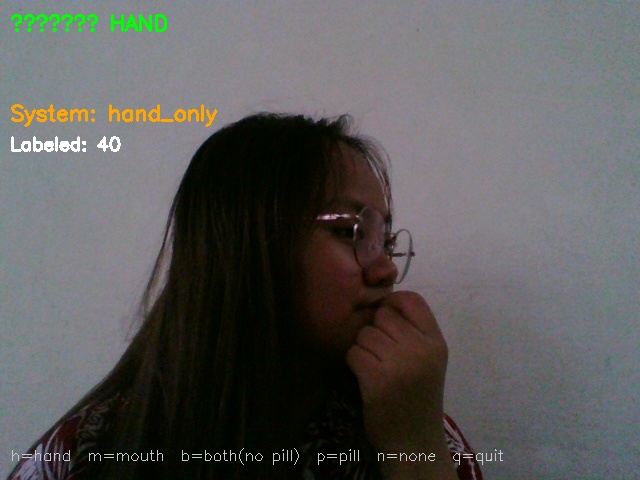 ??????? HAND
System: hand_only
Labeled: 40
h=hand m=mouth b=both(no pill) p=pill n=none q=quit